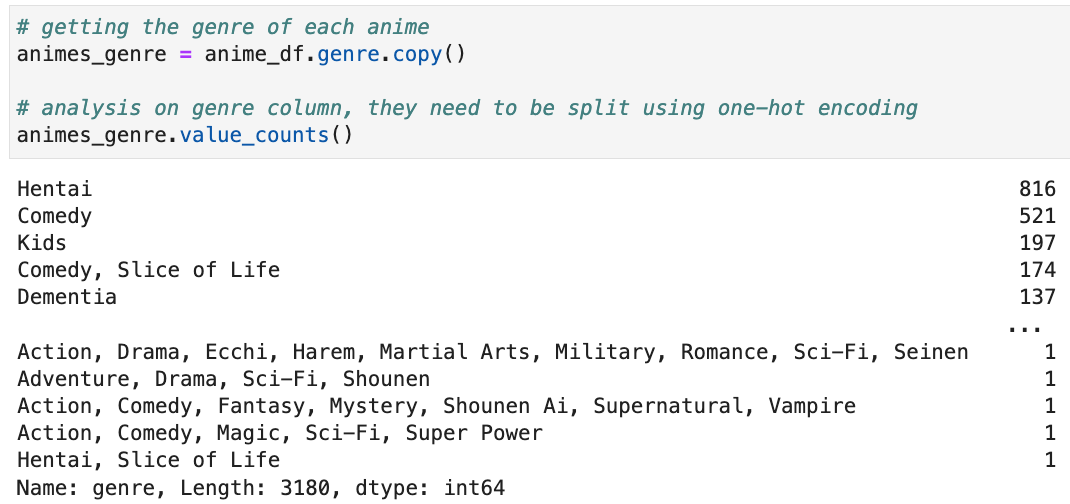 # getting the genre of each anime
animes_genre = anime_df.genre.copy()
# analysis on genre column, they need to be split using one-hot encoding
animes_genre.value_counts()
Hentai 816
Comedy 521
Kids 197
Comedy, Slice of Life 174
Dementia 137
...
Action, Drama, Ecchi, Harem, Martial Arts, Military, Romance, Sci-Fi, Seinen 1
Adventure, Drama, Sci-Fi, Shounen 1
Action, Comedy, Fantasy, Mystery, Shounen Ai, Supernatural, Vampire 1
Action, Comedy, Magic, Sci-Fi, Super Power 1
Hentai, Slice of Life 1
Name: genre, Length: 3180, dtype: int64